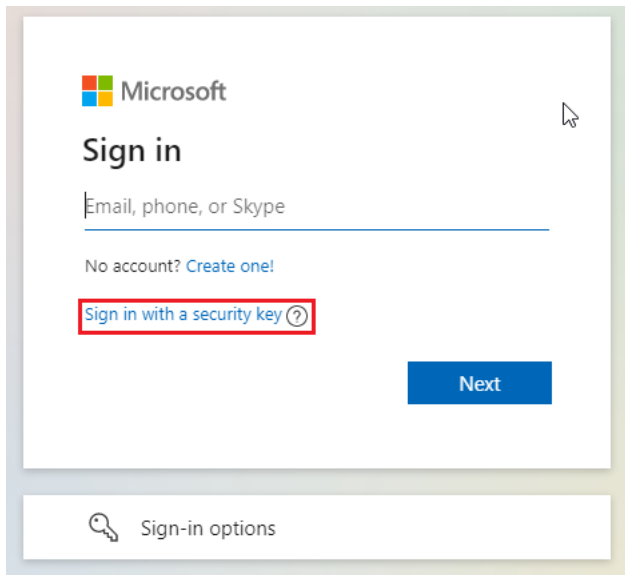 Microsoft
Sign in
Email, phone, or Skype
No account? Create one!
Sign in with a security key ?
Next
Sign-in options